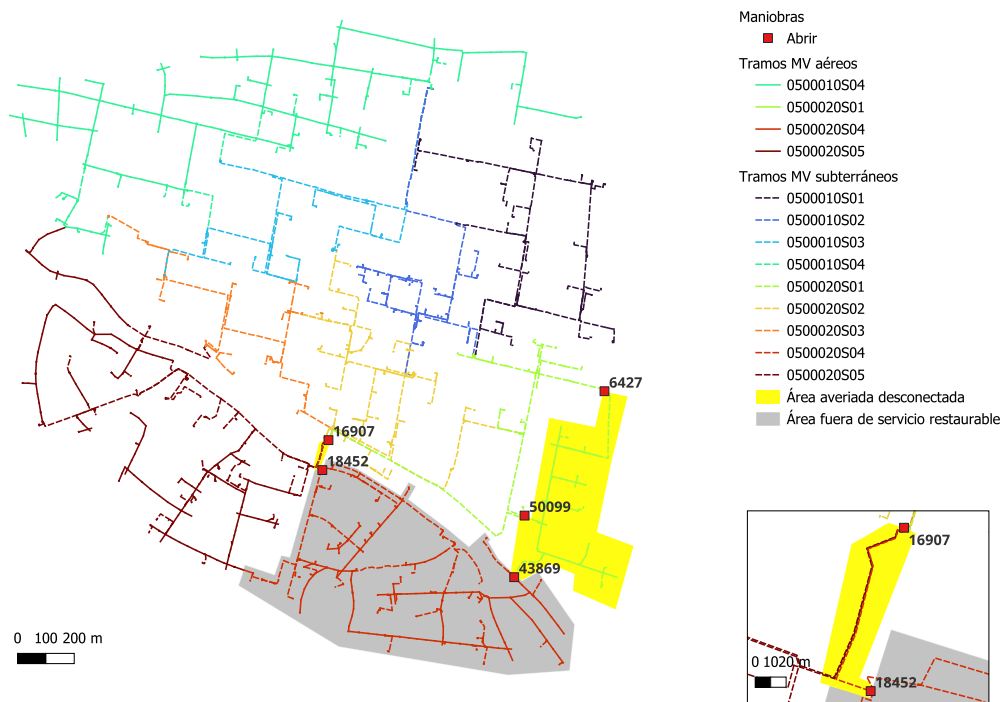 Maniobras
Abrir
Tramos MV aéreos
0500010S04
0500020S01
0500020S04
0500020S05
Tramos MV subterráneos
0500010S01
0500010S02
0500010S03
0500010S04
0500020S01
0500020S02
0500020S03
0500020S04
0500020S05
Área averiada desconectada
Área fuera de servicio restaurable
6427
16907
18452
50099
43869
0 100 200 m
16907
18452
0 1020 m